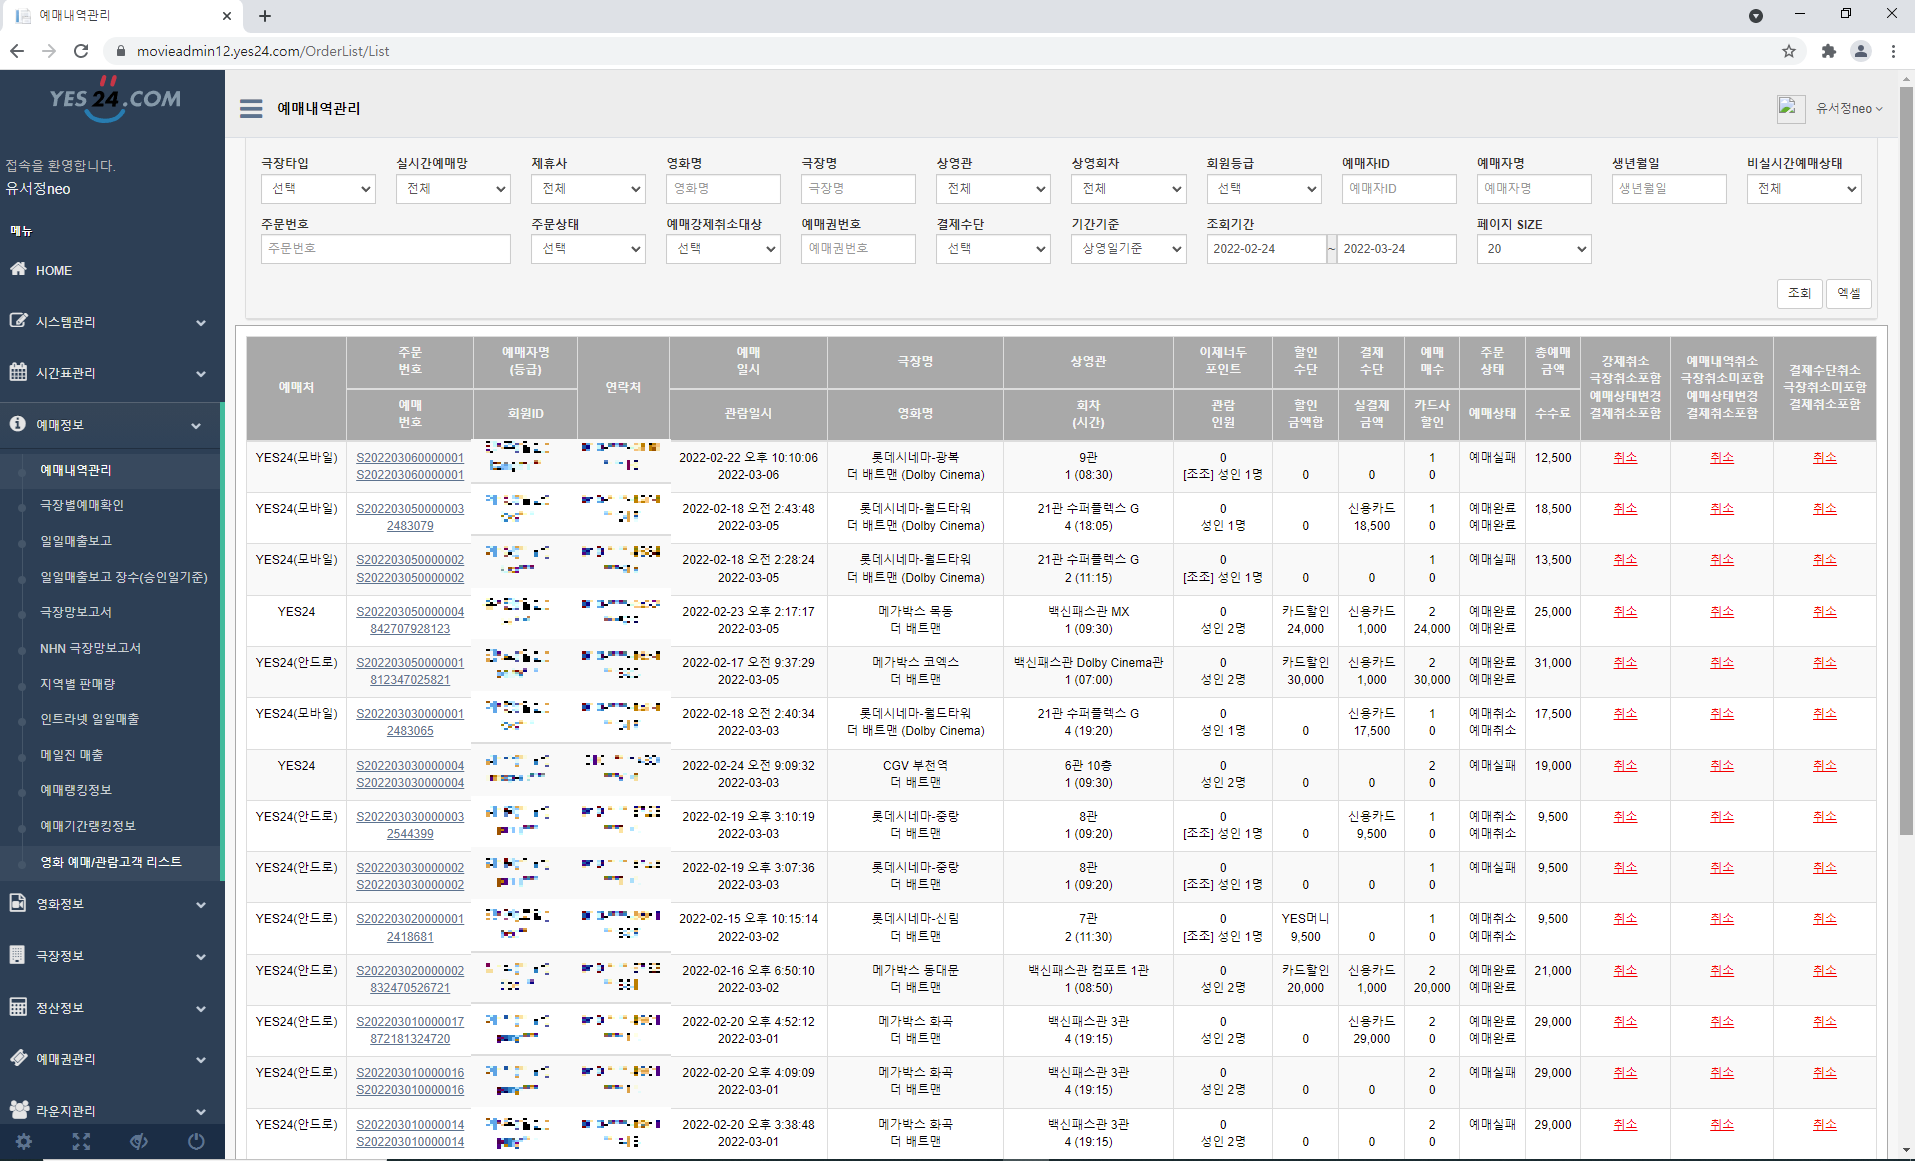 예매내역관리
movieadmin12.yes24.com/OrderList/List
YES 24 .COM
예매내역관리
유서정neo
접속을 환영합니다.
유서정neo
메뉴
HOME
시스템관리
시간표관리
예매정보
예매내역관리
극장별예매확인
일일매출보고
일일매출보고 장수(승인일기준)
극장망보고서
NHN 극장망보고서
지역별 판매량
인트라넷 일일매출
메일진 매출
예매랭킹정보
예매기간랭킹정보
영화 예매/관람고객 리스트
영화정보
극장정보
정산정보
예매권관리
라운지관리
극장타입 실시간예매망 제휴사 영화명 극장명 상영관 상영회차 회원등급 예매자ID 예매자명 생년월일 비실시간예매상태
선택 전체 전체 영화명 극장명 전체 전체 선택 예매자ID 예매자명 생년월일 전체
주문번호 주문상태 예매강제취소대상 예매권번호 결제수단 기간기준 조회기간 페이지 SIZE
주문번호 선택 선택 예매권번호 선택 상영일기준 2022-02-24 ~ 2022-03-24 20
조회 엑셀
예매처 주문 번호 예매자명 (등급) 연락처 예매 일시 극장명 상영관 이제너두 포인트 할인 수단 결제 수단 예매 매수 주문 상태 총예매 금액 강제취소 극장취소포함 예매상태변경 결제취소포함 예매내역취소 극장취소미포함 예매상태변경 결제취소포함 결제수단취소 극장취소미포함 결제취소포함
예매 번호 회원ID 관람일시 영화명 회차 (시간) 관람 인원 할인 금액합 실결제 금액 카드사 할인 예매상태 수수료
YES24(모바일) S202203060000001 2022-02-22 오후 10:10:06 롯데시네마-광복 9관 0 1 예매실패 12,500 취소 취소 취소
S202203060000001 2022-03-06 더 배트맨 (Dolby Cinema) 1 (08:30) [조조] 성인 1명 0 0 0
YES24(모바일) S202203050000003 2022-02-18 오전 2:43:48 롯데시네마-월드타워 21관 수퍼플렉스 G 0 신용카드 1 예매완료 18,500 취소 취소 취소
2483079 2022-03-05 더 배트맨 (Dolby Cinema) 4 (18:05) 성인 1명 0 18,500 0 예매완료
YES24(모바일) S202203050000002 2022-02-18 오전 2:28:24 롯데시네마-월드타워 21관 수퍼플렉스 G 0 1 예매실패 13,500 취소 취소 취소
S202203050000002 2022-03-05 더 배트맨 (Dolby Cinema) 2 (11:15) [조조] 성인 1명 0 0 0
YES24 S202203050000004 2022-02-23 오후 2:17:17 메가박스 목동 백신패스관 MX 0 카드할인 신용카드 2 예매완료 25,000 취소 취소 취소
842707928123 2022-03-05 더 배트맨 1 (09:30) 성인 2명 24,000 1,000 24,000 예매완료
YES24(안드로) S202203050000001 2022-02-17 오전 9:37:29 메가박스 코엑스 백신패스관 Dolby Cinema관 0 카드할인 신용카드 2 예매완료 31,000 취소 취소 취소
812347025821 2022-03-05 더 배트맨 1 (07:00) 성인 2명 30,000 1,000 30,000 예매완료
YES24(모바일) S202203030000001 2022-02-18 오전 2:40:34 롯데시네마-월드타워 21관 수퍼플렉스 G 0 신용카드 1 예매취소 17,500 취소 취소 취소
2483065 2022-03-03 더 배트맨 (Dolby Cinema) 4 (19:20) 성인 1명 0 17,500 0 예매취소
YES24 S202203030000004 2022-02-24 오전 9:09:32 CGV 부천역 6관 10층 0 2 예매실패 19,000 취소 취소 취소
S202203030000004 2022-03-03 더 배트맨 1 (09:30) 성인 2명 0 0 0
YES24(안드로) S202203030000003 2022-02-19 오후 3:10:19 롯데시네마-중랑 8관 0 신용카드 1 예매취소 9,500 취소 취소 취소
2544399 2022-03-03 더 배트맨 1 (09:20) [조조] 성인 1명 0 9,500 0 예매취소
YES24(안드로) S202203030000002 2022-02-19 오후 3:07:36 롯데시네마-중랑 8관 0 1 예매실패 9,500 취소 취소 취소
S202203030000002 2022-03-03 더 배트맨 1 (09:20) [조조] 성인 1명 0 0 0
YES24(안드로) S202203020000001 2022-02-15 오후 10:15:14 롯데시네마-신림 7관 0 YES머니 1 예매취소 9,500 취소 취소 취소
2418681 2022-03-02 더 배트맨 2 (11:30) [조조] 성인 1명 9,500 0 0 예매취소
YES24(안드로) S202203020000002 2022-02-16 오후 6:50:10 메가박스 동대문 백신패스관 컴포트 1관 0 카드할인 신용카드 2 예매완료 21,000 취소 취소 취소
832470526721 2022-03-02 더 배트맨 1 (08:50) 성인 2명 20,000 1,000 20,000 예매완료
YES24(안드로) S202203010000017 2022-02-20 오후 4:52:12 메가박스 화곡 백신패스관 3관 0 신용카드 2 예매완료 29,000 취소 취소 취소
872181324720 2022-03-01 더 배트맨 4 (19:15) 성인 2명 0 29,000 0 예매완료
YES24(안드로) S202203010000016 2022-02-20 오후 4:09:09 메가박스 화곡 백신패스관 3관 0 2 예매실패 29,000 취소 취소 취소
S202203010000016 2022-03-01 더 배트맨 4 (19:15) 성인 2명 0 0 0
YES24(안드로) S202203010000014 2022-02-20 오후 3:38:48 메가박스 화곡 백신패스관 3관 0 2 예매실패 29,000 취소 취소 취소
S202203010000014 2022-03-01 더 배트맨 4 (19:15) 성인 2명 0 0 0